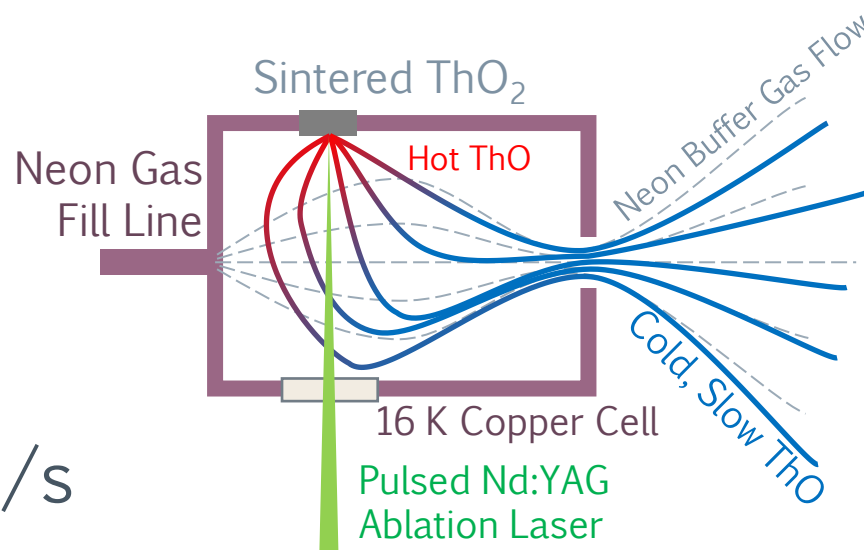 Sintered ThO₂
Neon Gas
Fill Line
Hot ThO
Neon Buffer Gas Flow
Cold, Slow ThO
16 K Copper Cell
/s
Pulsed Nd:YAG
Ablation Laser